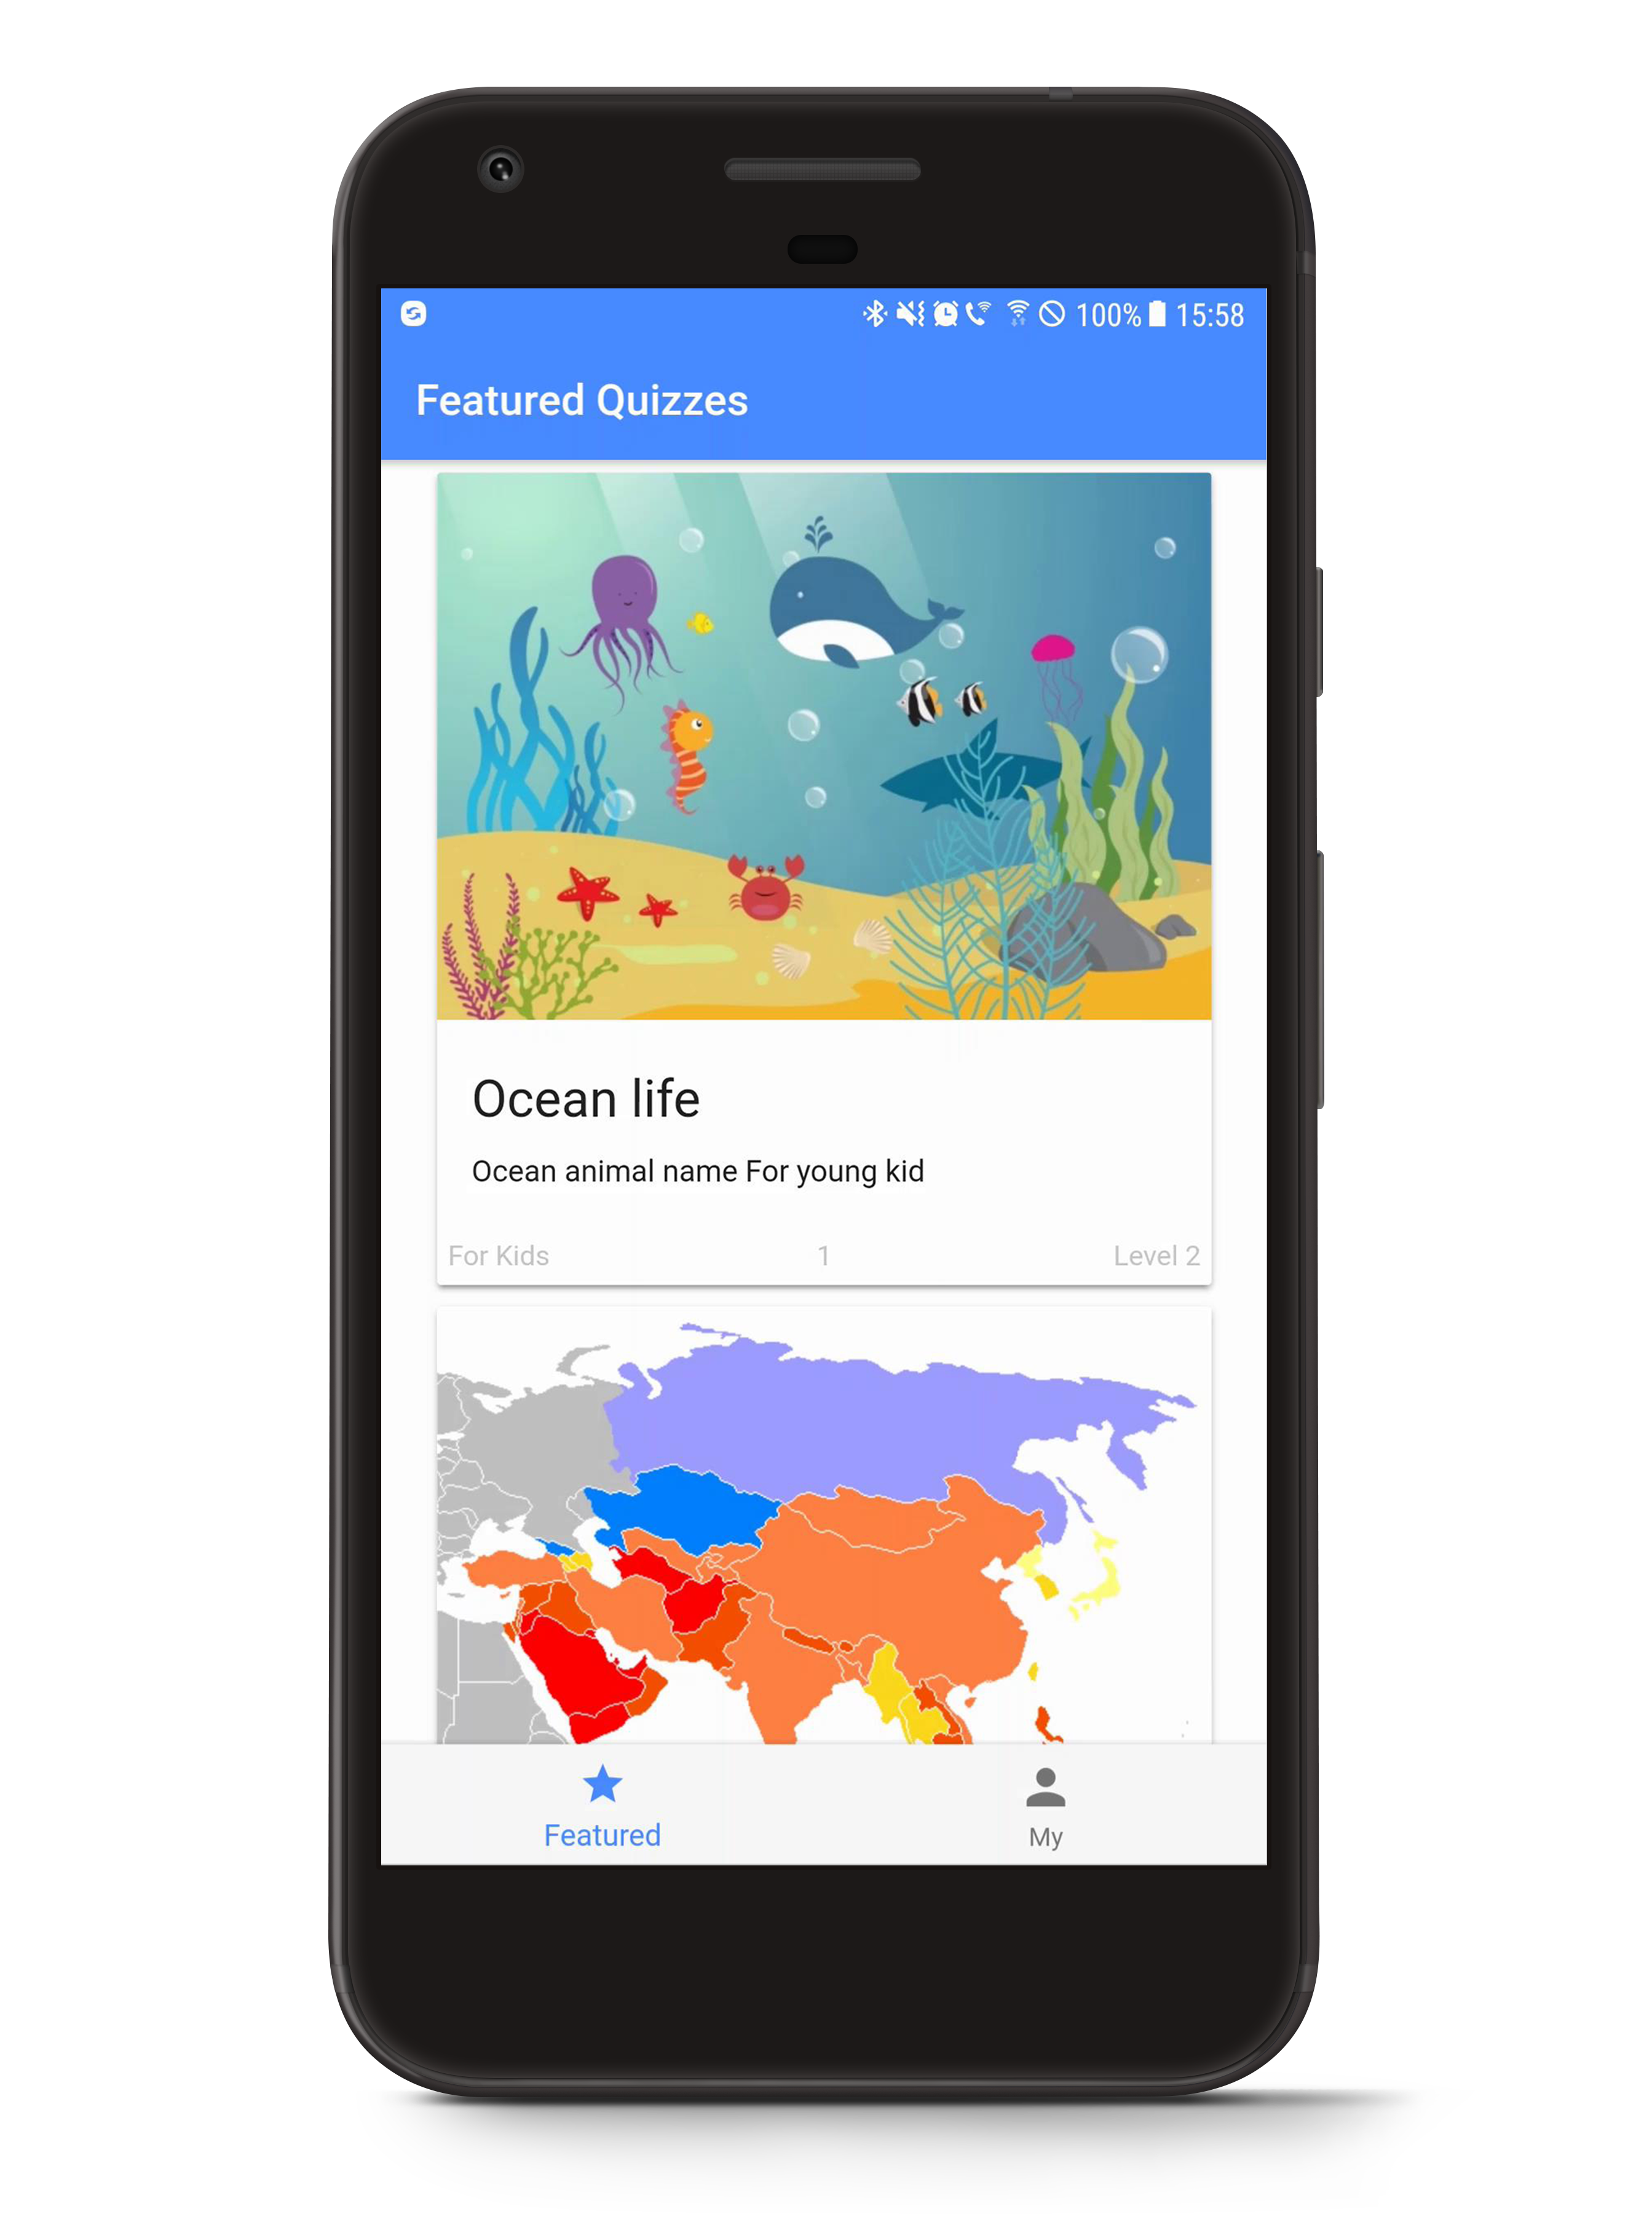 100% 15:58
Featured Quizzes
Ocean life
Ocean animal name For young kid
For Kids 1 Level 2
Featured My